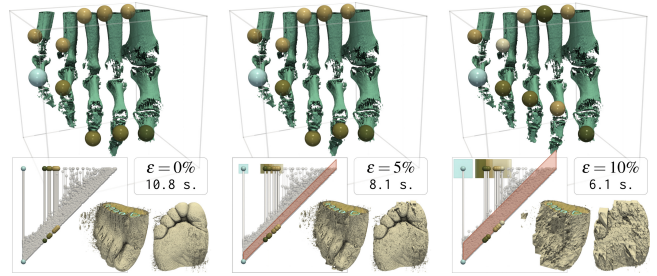 ε = 0%
10.8 s.
ε = 5%
8.1 s.
ε = 10%
6.1 s.